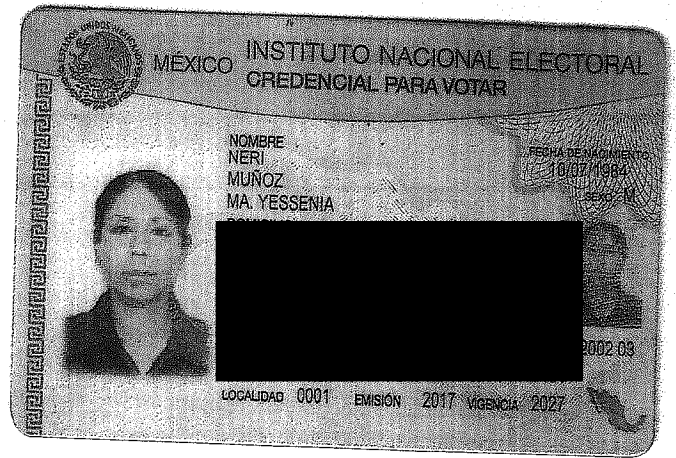 MÉXICO INSTITUTO NACIONAL ELECTORAL
CREDENCIAL PARA VOTAR
NOMBRE
NERI
MUÑOZ
MA. YESSENIA
FECHA DE NACIMIENTO
10/07/1984
SEXO M
2002 03
LOCALIDAD 0001 EMISIÓN 2017 VIGENCIA 2027